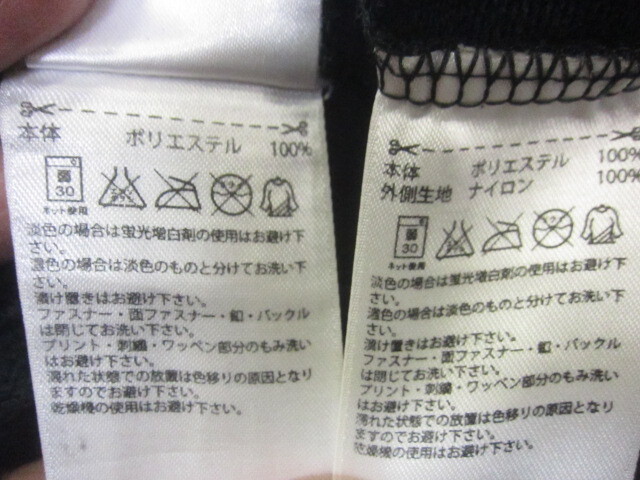 本体 ポリエステル 100%
弱
30
ネット使用
淡色の場合は蛍光増白剤の使用はお避け下
さい。
濃色の場合は淡色のものと分けてお洗い下
さい。
漬け置きはお避け下さい。
ファスナー・面ファスナー・釦・バックル
は閉じてお洗い下さい。
プリント・刺繍・ワッペン部分のもみ洗い
はお避け下さい。
濡れた状態での放置は色移りの原因となり
ますのでお避け下さい。
乾燥機の使用はお避け下さい。
本体 ポリエステル 100%
外側生地 ナイロン 100%
弱
30
ネット使用
淡色の場合は蛍光増白剤の使用はお避け下
さい。
濃色の場合は淡色のものと分けてお洗い下
さい。
漬け置きはお避け下さい。
ファスナー・面ファスナー・釦・バックル
は閉じてお洗い下さい。
プリント・刺繍・ワッペン部分のもみ洗い
はお避け下さい。
濡れた状態での放置は色移りの原因となり
ますのでお避け下さい。
乾燥機の使用はお避け下さい。